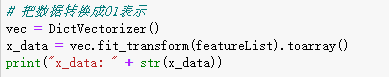 # 把数据转换成01表示
vec = DictVectorizer()
x_data = vec.fit_transform(featureList).toarray()
print("x_data: " + str(x_data))